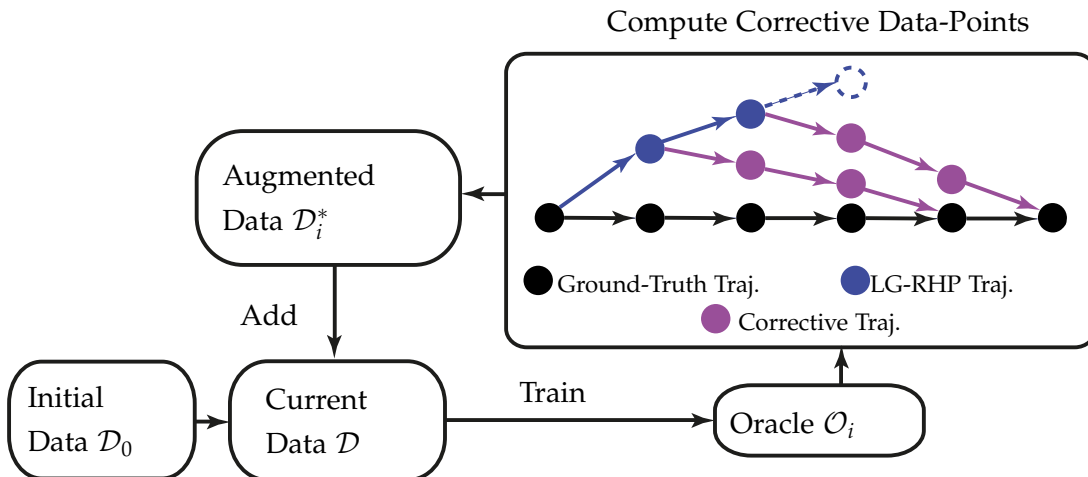 Compute Corrective Data-Points
Augmented
Data 𝒟ᵢ*
Ground-Truth Traj.
LG-RHP Traj.
Corrective Traj.
Add
Initial
Data 𝒟₀
Current
Data 𝒟
Train
Oracle 𝒪ᵢ